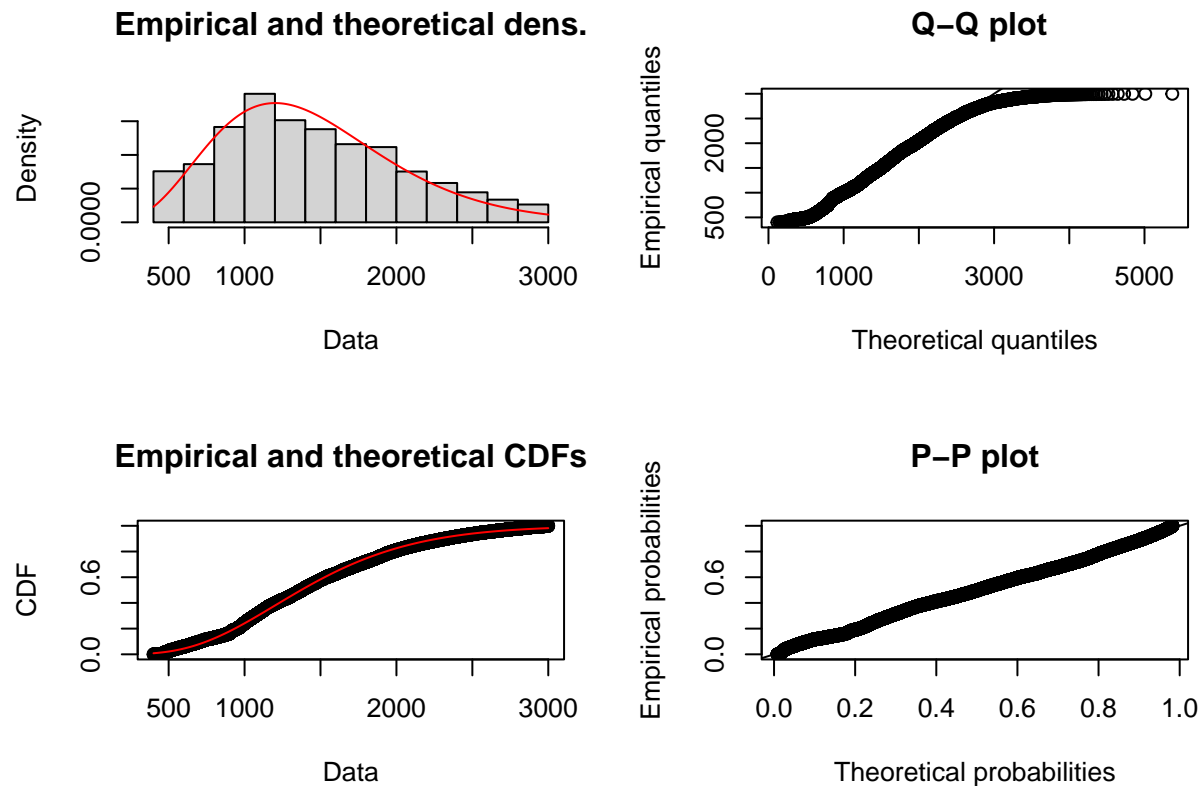 Empirical and theoretical dens.
Density
0.0000
500 1000 2000 3000
Data
Q−Q plot
Empirical quantiles
500 2000
0 1000 3000 5000
Theoretical quantiles
Empirical and theoretical CDFs
CDF
0.0 0.6
500 1000 2000 3000
Data
P−P plot
Empirical probabilities
0.0 0.6
0.0 0.2 0.4 0.6 0.8 1.0
Theoretical probabilities